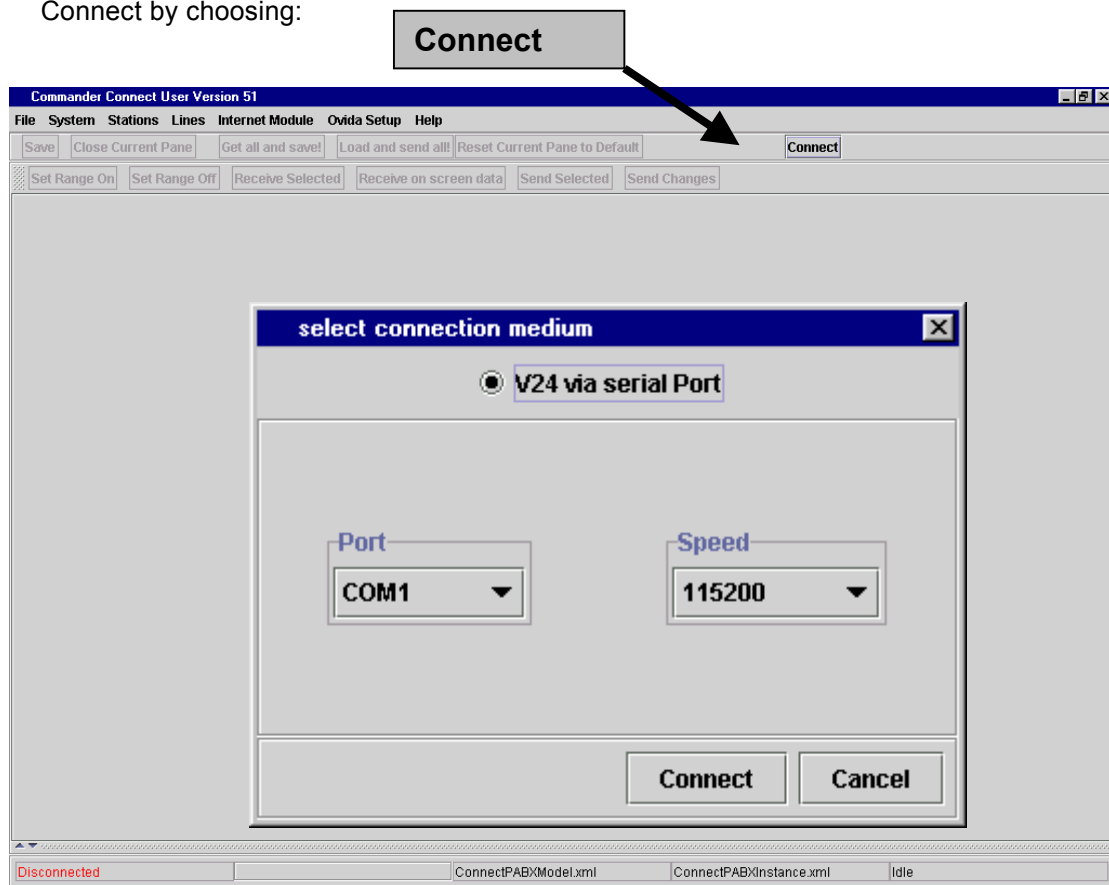 Connect by choosing:
Connect
Commander Connect User Version 51
File System Stations Lines Internet Module Ovida Setup Help
Save Close Current Pane Get all and save! Load and send all! Reset Current Pane to Default Connect
Set Range On Set Range Off Receive Selected Receive on screen data Send Selected Send Changes
select connection medium
V24 via serial Port
Port Speed
COM1 115200
Connect Cancel
Disconnected ConnectPABXModel.xml ConnectPABXInstance.xml Idle